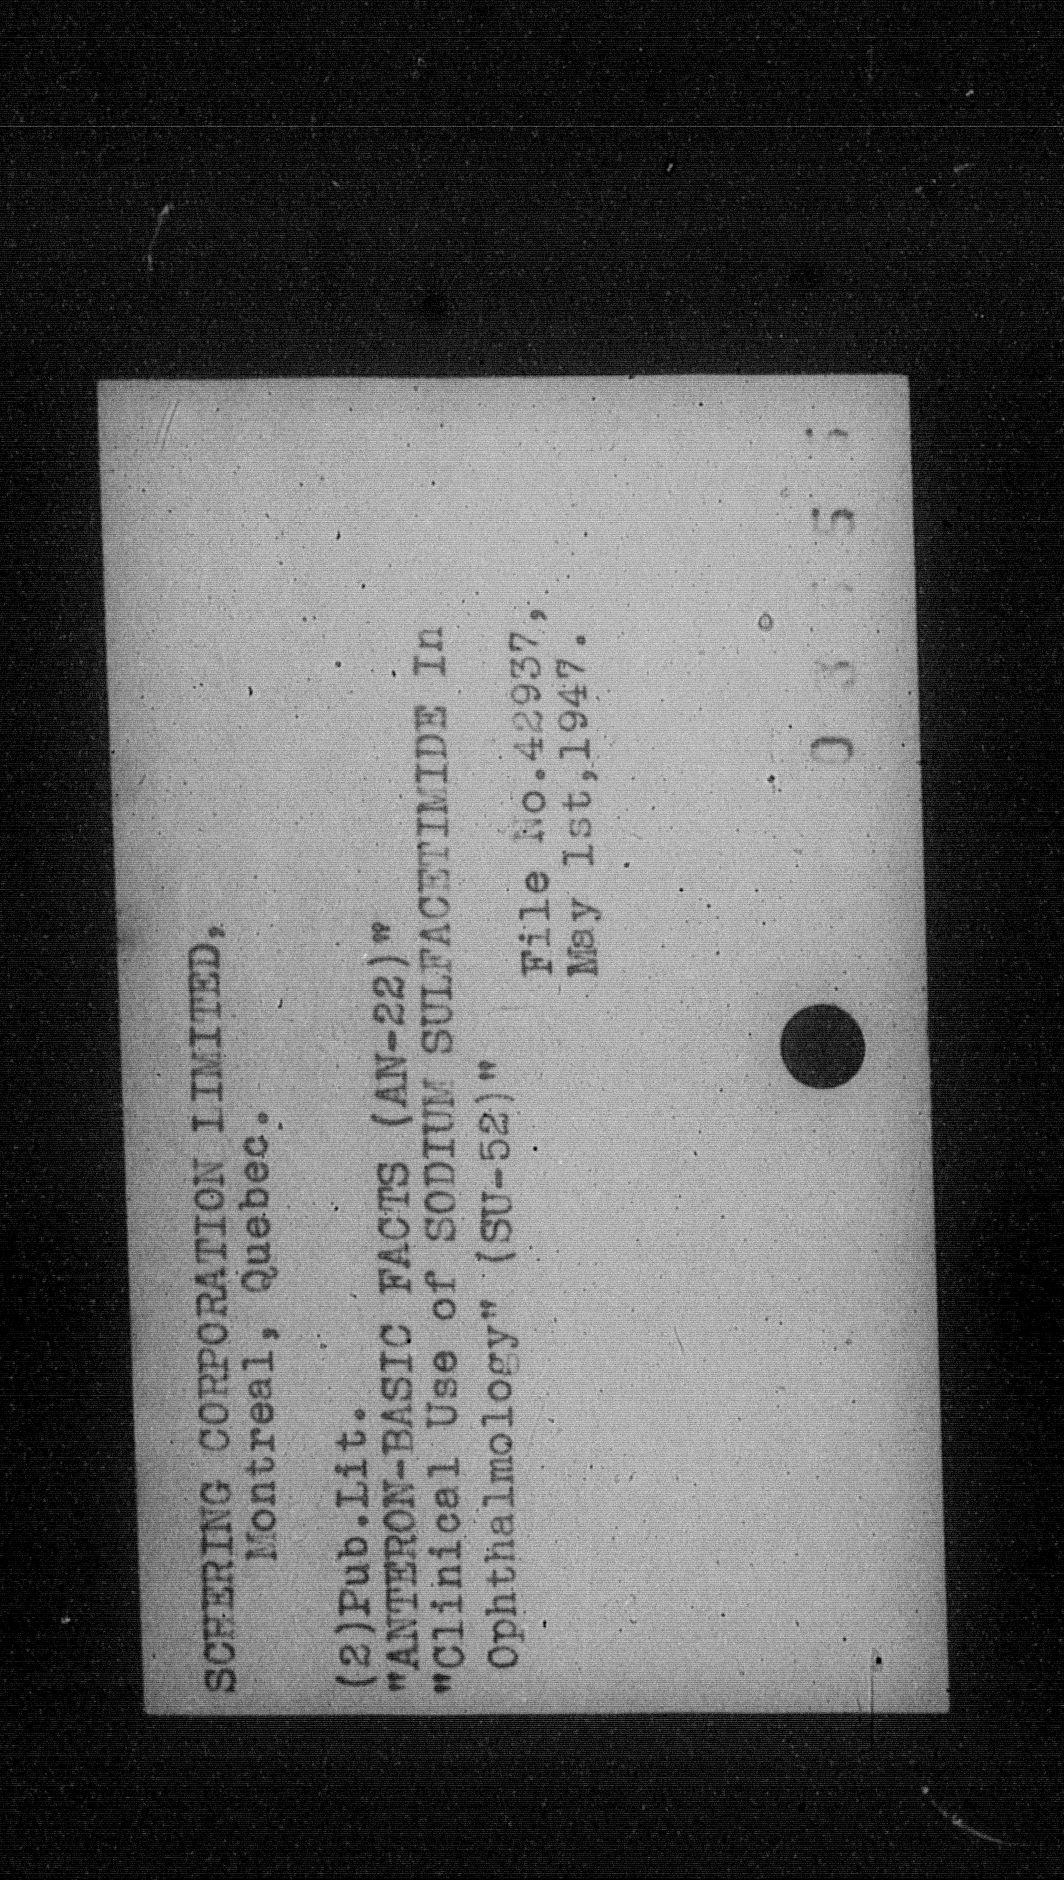 SCHERING CORPORATION LIMITED,
Montreal, Quebec.
(2)Pub.Lit.
"ANTERON-BASIC FACTS (AN-22)"
"Clinical Use of SODIUM SULFACETIMIDE In
Ophthalmology" (SU-52)"
File No.42937,
May 1st,1947.